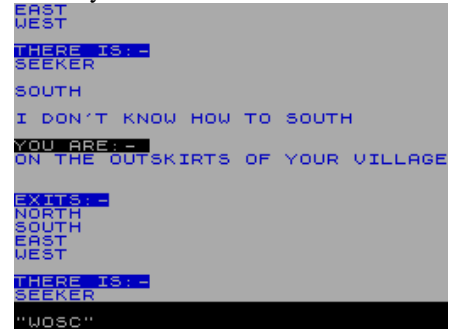 EAST
WEST
THERE IS:-
SEEKER
SOUTH
I DON'T KNOW HOW TO SOUTH
YOU ARE:-
ON THE OUTSKIRTS OF YOUR VILLAGE
EXITS:-
NORTH
SOUTH
EAST
WEST
THERE IS:-
SEEKER
"WOSC"